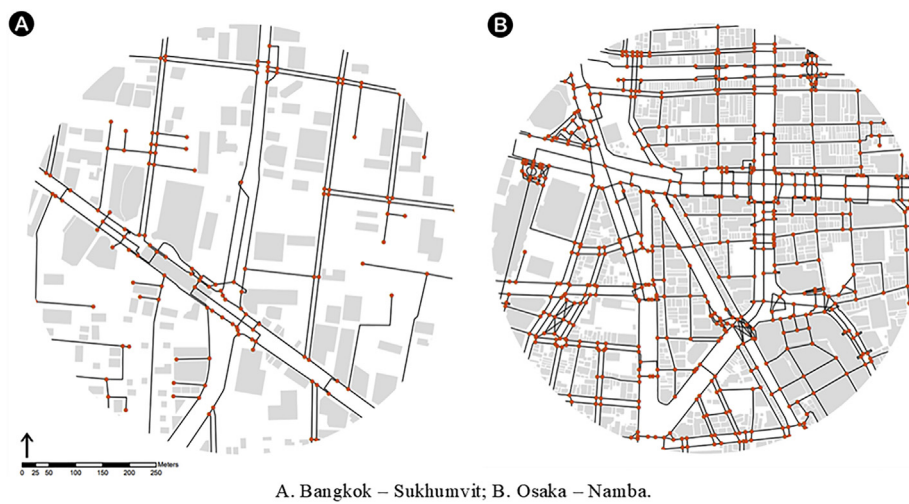 A
B
Meters
0 25 50 100 150 200 250
A. Bangkok – Sukhumvit; B. Osaka – Namba.